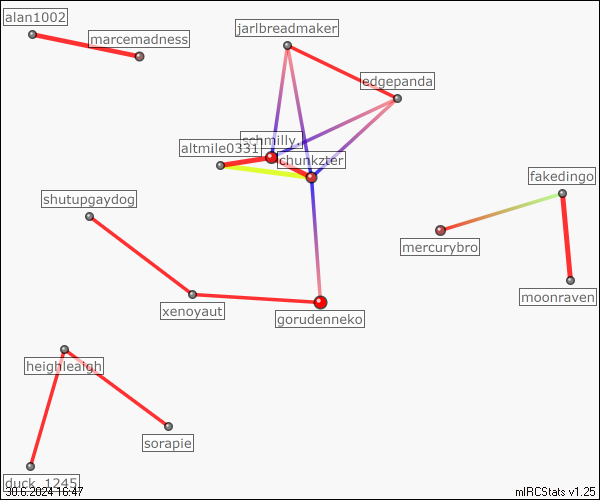 alan1002
marcemadness
jarlbreadmaker
edgepanda
schmilly.
altmile0331
chunkzter
fakedingo
shutupgaydog
mercurybro
moonraven
xenoyaut
gorudenneko
heighleaigh
sorapie
duck_1245
30.6.2024 16:47
mIRCStats v1.25